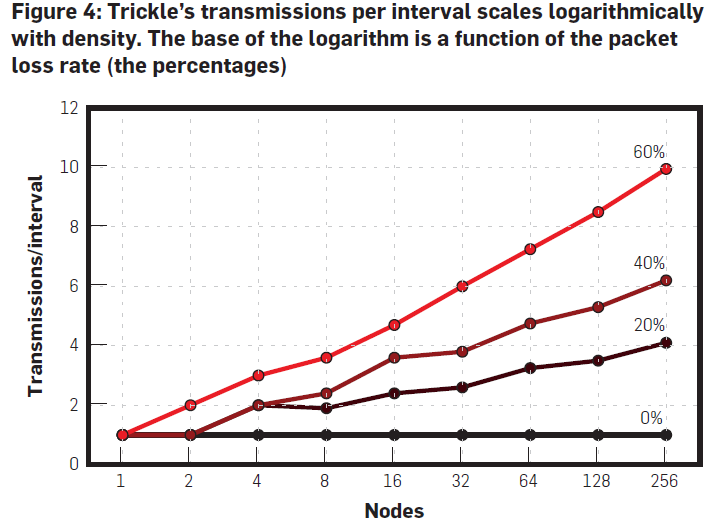 Figure 4: Trickle’s transmissions per interval scales logarithmically
with density. The base of the logarithm is a function of the packet
loss rate (the percentages)
12
10
8
6
4
2
0
Transmissions/interval
60%
40%
20%
0%
1 2 4 8 16 32 64 128 256
Nodes